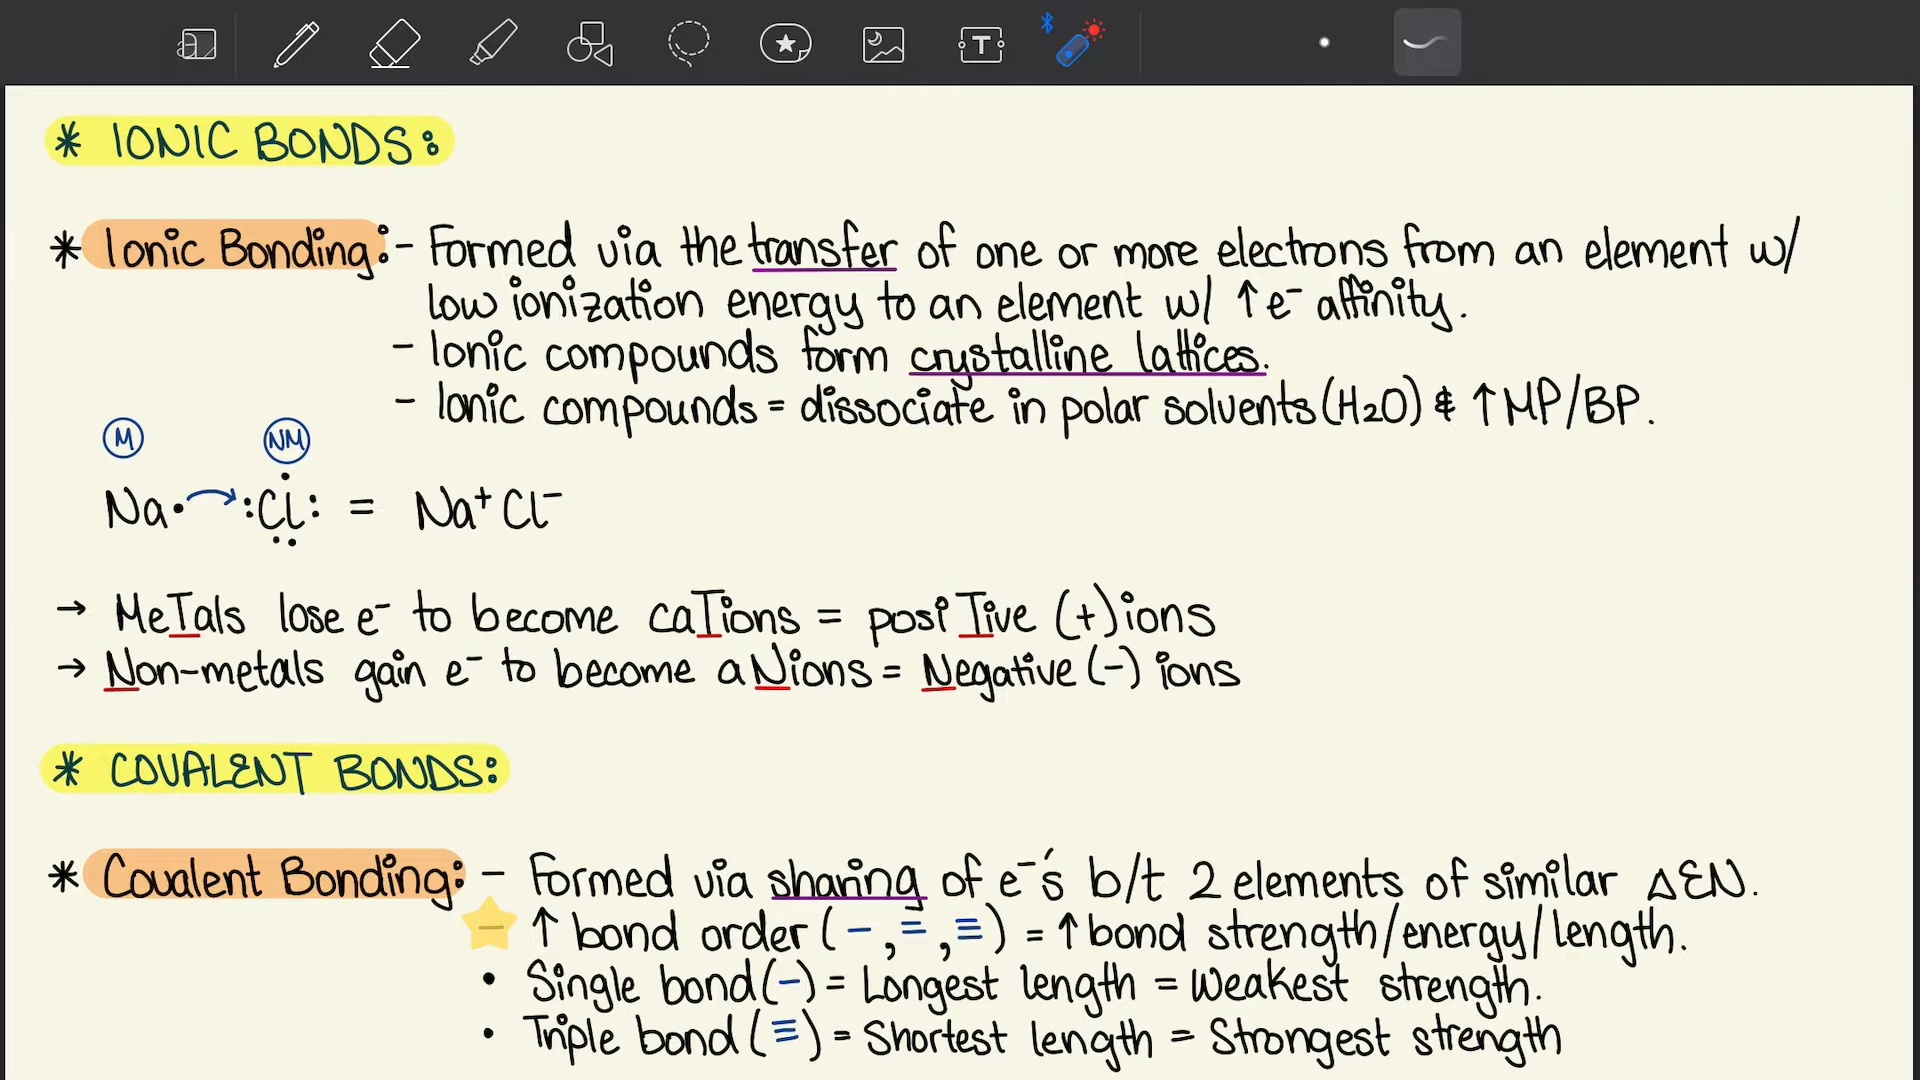 * IONIC BONDS:
* Ionic Bonding: - Formed via the transfer of one or more electrons from an element w/
low ionization energy to an element w/ ↑ e⁻ affinity.
- Ionic compounds form crystalline lattices.
- Ionic compounds = dissociate in polar solvents (H₂O) & ↑ MP/BP.
M NM
Na· :Cl: = Na⁺ Cl⁻
→ MeTals lose e⁻ to become caTions = posiTive (+) ions
→ Non-metals gain e⁻ to become aNions = Negative (-) ions
* COVALENT BONDS:
* Covalent Bonding: - Formed via sharing of e⁻'s b/t 2 elements of similar ΔEN.
- ↑ bond order (-, =, ≡) = ↑ bond strength/energy/length.
• Single bond (-) = Longest length = Weakest strength.
• Triple bond (≡) = Shortest length = Strongest strength